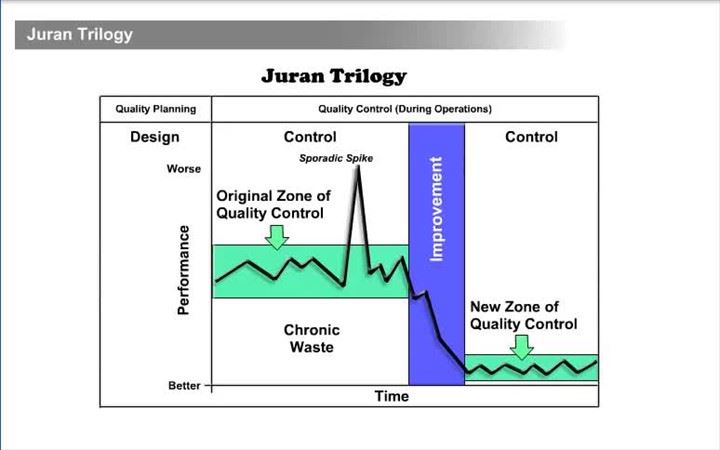 Juran Trilogy
Juran Trilogy
Quality Planning
Quality Control (During Operations)
Design
Control
Control
Sporadic Spike
Worse
Original Zone of
Quality Control
Improvement
Performance
New Zone of
Quality Control
Chronic
Waste
Better
Time